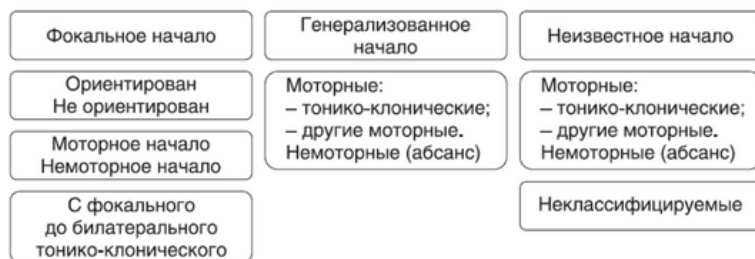 Фокальное начало
Ориентирован
Не ориентирован
Моторное начало
Немоторное начало
С фокального
до билатерального
тонико-клонического
Генерализованное
начало
Моторные:
– тонико-клонические;
– другие моторные.
Немоторные (абсанс)
Неизвестное начало
Моторные:
– тонико-клонические;
– другие моторные.
Немоторные (абсанс)
Неклассифицируемые